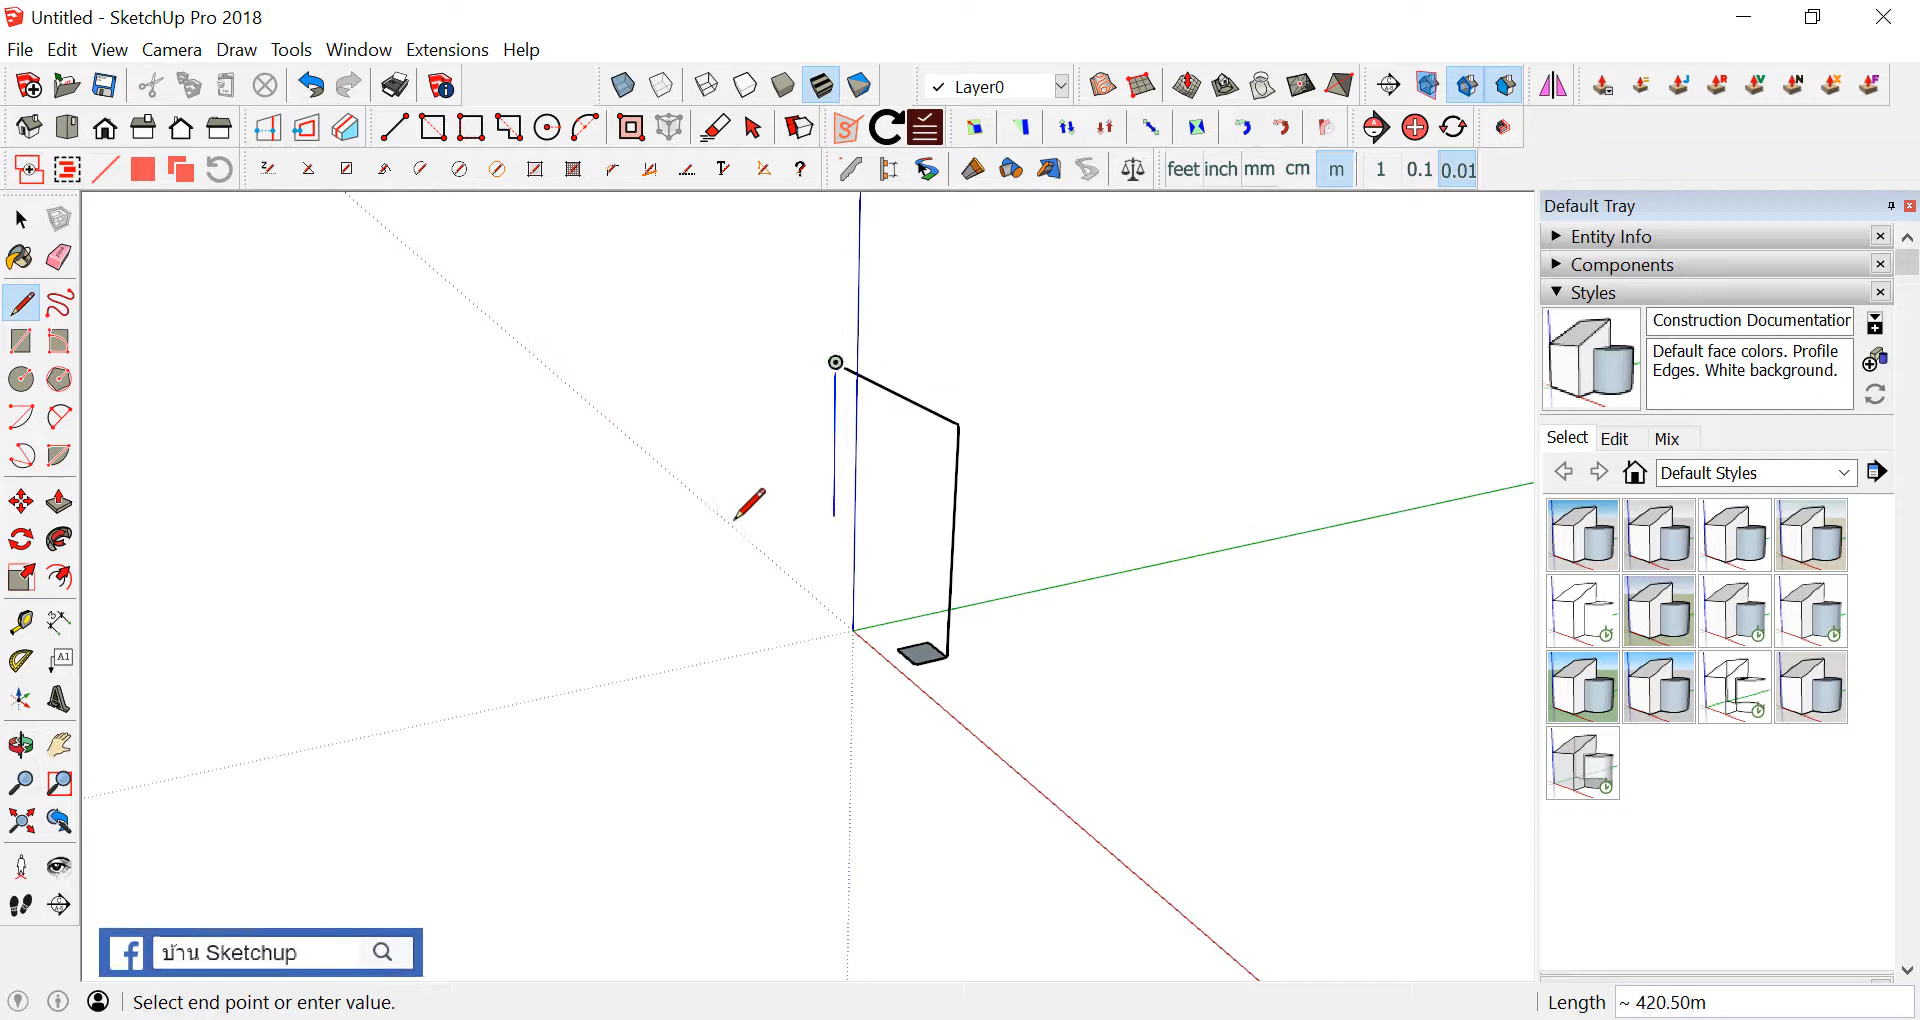 Untitled - SketchUp Pro 2018
File Edit View Camera Draw Tools Window Extensions Help
Layer0
feet inch mm cm m 1 0.1 0.01
Default Tray
Entity Info
Components
Styles
Construction Documentation
Default face colors. Profile
Edges. White background.
Select Edit Mix
Default Styles
A1
บ้าน Sketchup
Select end point or enter value.
Length ~ 420.50m